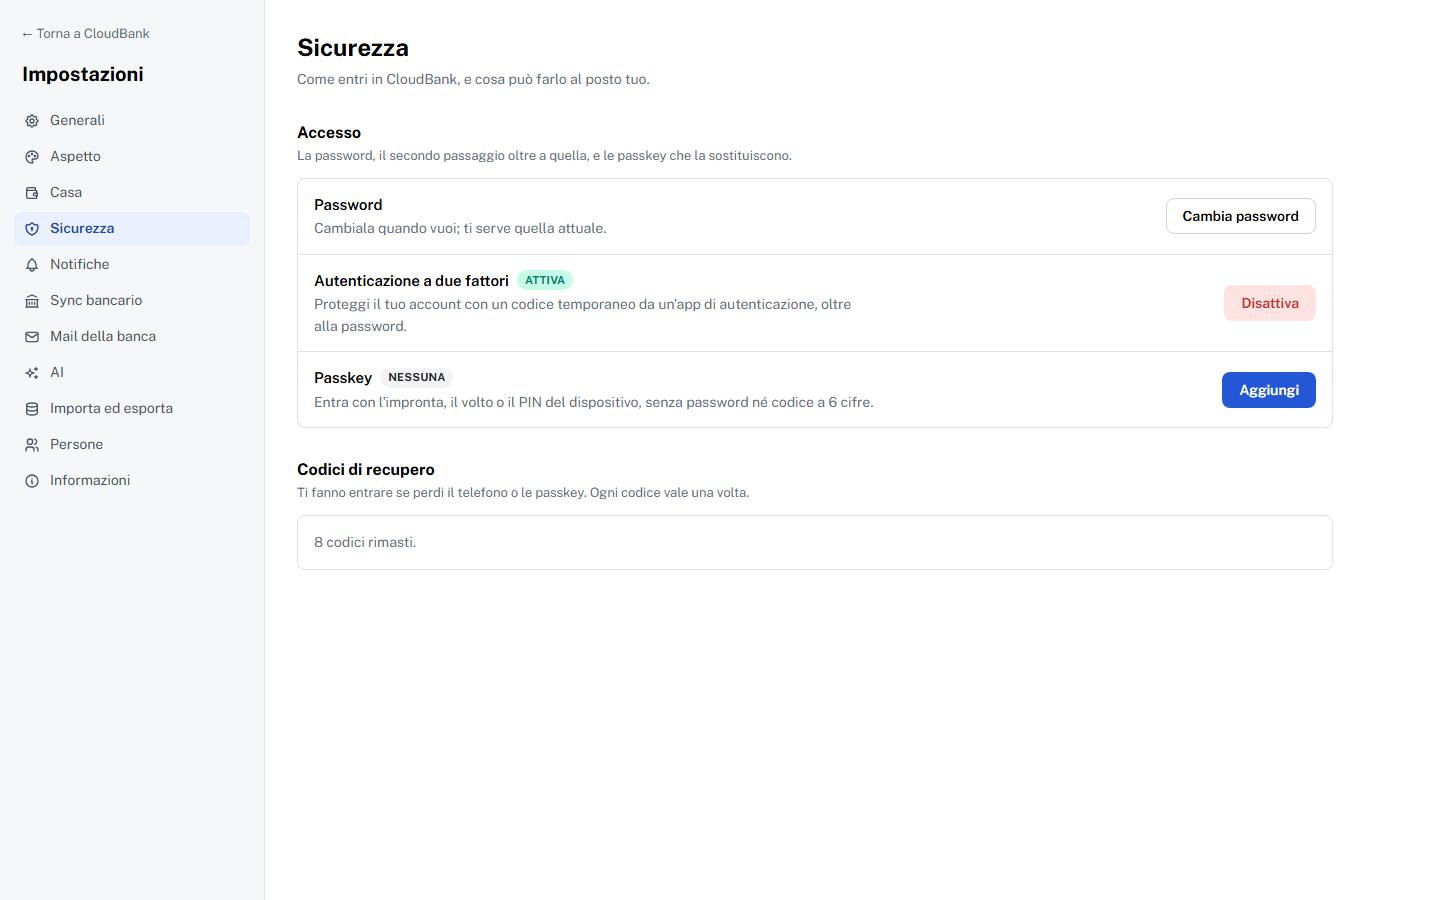 ← Torna a CloudBank
Impostazioni
Generali
Aspetto
Casa
Sicurezza
Notifiche
Sync bancario
Mail della banca
AI
Importa ed esporta
Persone
Informazioni
Sicurezza
Come entri in CloudBank, e cosa può farlo al posto tuo.
Accesso
La password, il secondo passaggio oltre a quella, e le passkey che la sostituiscono.
Password
Cambiala quando vuoi; ti serve quella attuale.
Cambia password
Autenticazione a due fattori ATTIVA
Proteggi il tuo account con un codice temporaneo da un'app di autenticazione, oltre
alla password.
Disattiva
Passkey NESSUNA
Entra con l'impronta, il volto o il PIN del dispositivo, senza password né codice a 6 cifre.
Aggiungi
Codici di recupero
Ti fanno entrare se perdi il telefono o le passkey. Ogni codice vale una volta.
8 codici rimasti.